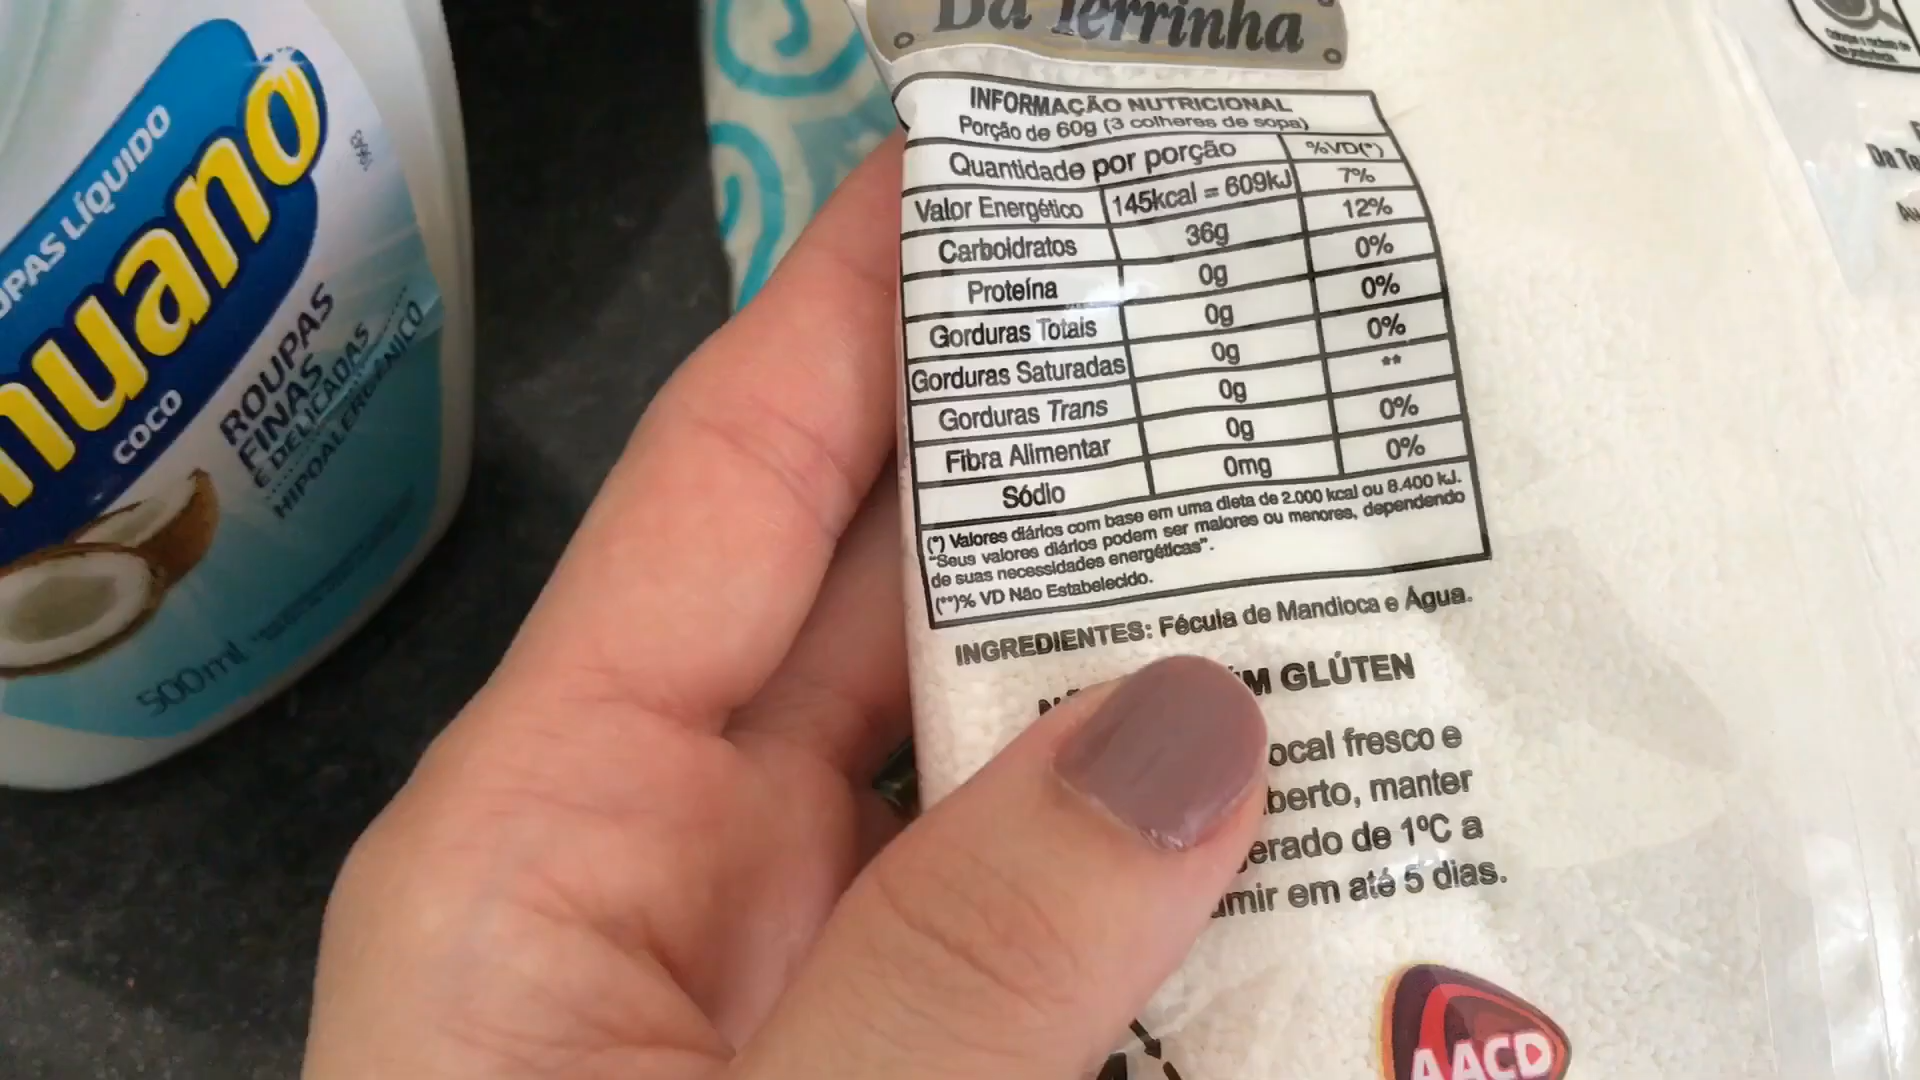 UPAS LÍQUIDO
nuano
COCO
ROUPAS
FINAS
E DELICADAS
HIPOALERGÊNICO
500ml
Da Terrinha
INFORMAÇÃO NUTRICIONAL
Porção de 60g (3 colheres de sopa)
Quantidade por porção %VD(*)
Valor Energético 145kcal = 609kJ 7%
Carboidratos 36g 12%
Proteína 0g 0%
Gorduras Totais 0g 0%
Gorduras Saturadas 0g 0%
Gorduras Trans 0g **
Fibra Alimentar 0g 0%
Sódio 0mg 0%
(*) Valores diários com base em uma dieta de 2.000 kcal ou 8.400 kJ.
"Seus valores diários podem ser maiores ou menores, dependendo
de suas necessidades energéticas".
(**)% VD Não Estabelecido.
INGREDIENTES: Fécula de Mandioca e Água.
M GLÚTEN
ocal fresco e
berto, manter
erado de 1ºC a
mir em até 5 dias.
AACD
Da Te